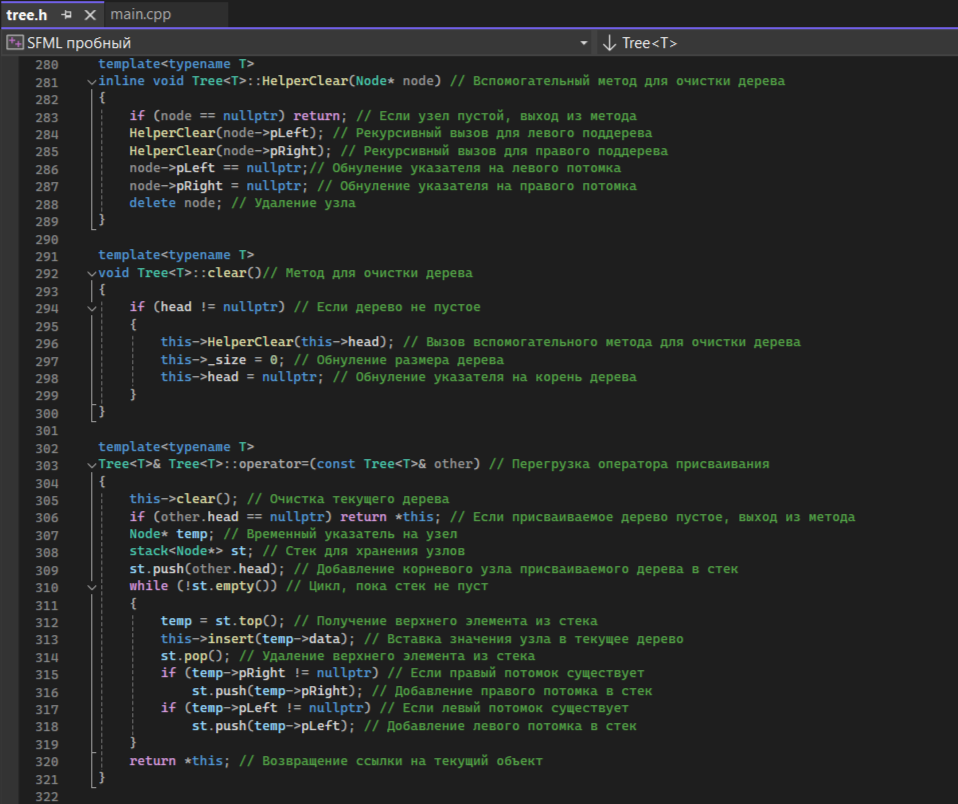 tree.h main.cpp
SFML пробный Tree<T>
280 template<typename T>
281 inline void Tree<T>::HelperClear(Node* node) // Вспомогательный метод для очистки дерева
282 {
283 if (node == nullptr) return; // Если узел пустой, выход из метода
284 HelperClear(node->pLeft); // Рекурсивный вызов для левого поддерева
285 HelperClear(node->pRight); // Рекурсивный вызов для правого поддерева
286 node->pLeft == nullptr;// Обнуление указателя на левого потомка
287 node->pRight = nullptr; // Обнуление указателя на правого потомка
288 delete node; // Удаление узла
289 }
290
291 template<typename T>
292 void Tree<T>::clear()// Метод для очистки дерева
293 {
294 if (head != nullptr) // Если дерево не пустое
295 {
296 this->HelperClear(this->head); // Вызов вспомогательного метода для очистки дерева
297 this->_size = 0; // Обнуление размера дерева
298 this->head = nullptr; // Обнуление указателя на корень дерева
299 }
300 }
301
302 template<typename T>
303 Tree<T>& Tree<T>::operator=(const Tree<T>& other) // Перегрузка оператора присваивания
304 {
305 this->clear(); // Очистка текущего дерева
306 if (other.head == nullptr) return *this; // Если присваиваемое дерево пустое, выход из метода
307 Node* temp; // Временный указатель на узел
308 stack<Node*> st; // Стек для хранения узлов
309 st.push(other.head); // Добавление корневого узла присваиваемого дерева в стек
310 while (!st.empty()) // Цикл, пока стек не пуст
311 {
312 temp = st.top(); // Получение верхнего элемента из стека
313 this->insert(temp->data); // Вставка значения узла в текущее дерево
314 st.pop(); // Удаление верхнего элемента из стека
315 if (temp->pRight != nullptr) // Если правый потомок существует
316 st.push(temp->pRight); // Добавление правого потомка в стек
317 if (temp->pLeft != nullptr) // Если левый потомок существует
318 st.push(temp->pLeft); // Добавление левого потомка в стек
319 }
320 return *this; // Возвращение ссылки на текущий объект
321 }
322